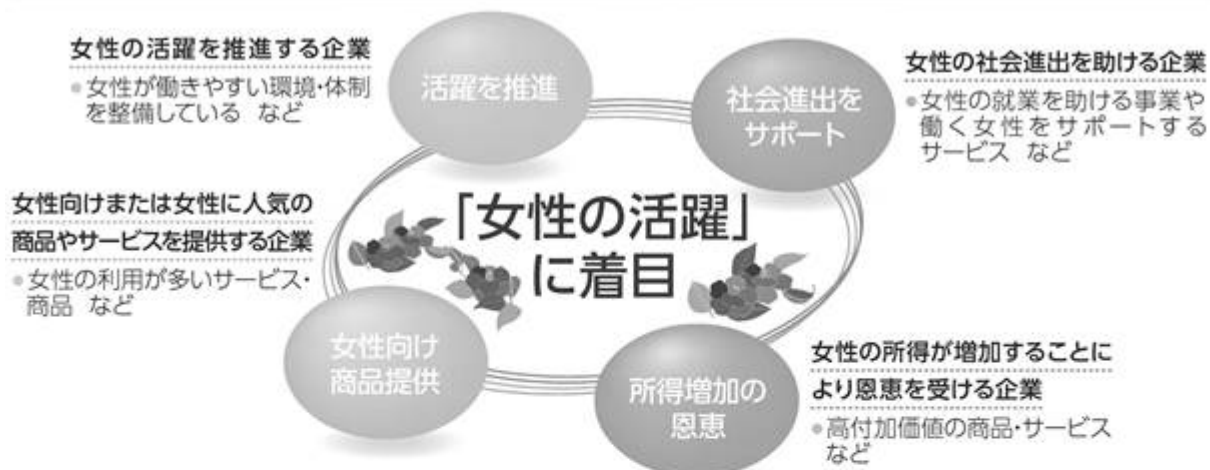 女性の活躍を推進する企業
●女性が働きやすい環境・体制
を整備している など
活躍を推進
社会進出を
サポート
女性の社会進出を助ける企業
●女性の就業を助ける事業や
働く女性をサポートする
サービス など
女性向けまたは女性に人気の
商品やサービスを提供する企業
●女性の利用が多いサービス・
商品 など
「女性の活躍」
に着目
女性向け
商品提供
所得増加の
恩恵
女性の所得が増加することに
より恩恵を受ける企業
●高付加価値の商品・サービス
など